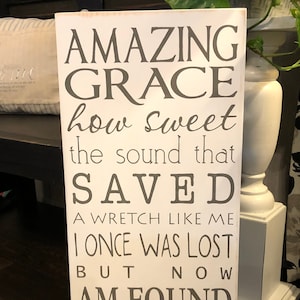 AMAZING
GRACE
how sweet
the sound that
SAVED
A WRETCH LIKE ME
I ONCE WAS LOST
BUT NOW
AM FOUND